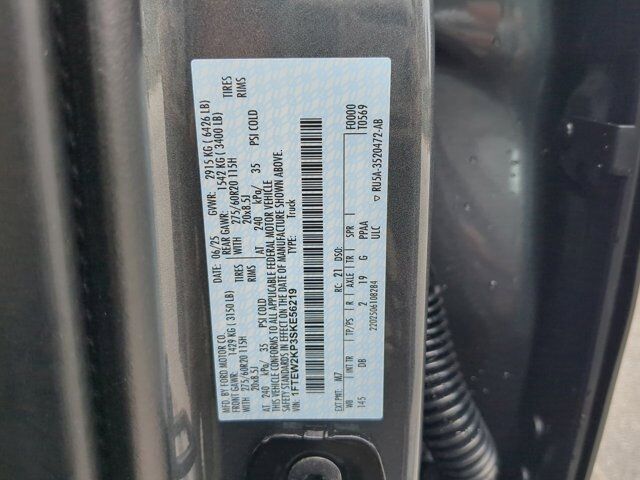 MFD. BY FORD MOTOR CO.
DATE: 06/25 GVWR: 2915 KG ( 6426 LB)
FRONT GAWR: 1429 KG ( 3150 LB) REAR GAWR: 1542 KG ( 3400 LB)
WITH 275/60R20 115H TIRES WITH 275/60R20 115H TIRES
20x8.5J RIMS 20x8.5J RIMS
AT 240 kPa/ 35 PSI COLD AT 240 kPa/ 35 PSI COLD
THIS VEHICLE CONFORMS TO ALL APPLICABLE FEDERAL MOTOR VEHICLE
SAFETY STANDARDS IN EFFECT ON THE DATE OF MANUFACTURE SHOWN ABOVE.
VIN: 1FTEW2KP3SKE56219 TYPE: Truck
EXT PNT: M7 RC: 21 DSO: F0000
T0569
WB INT TR TP/PS R AXLE TR SPR
145 DB 2 19 G PPAA
ULC
2202506108284 RU5A-3520472-AB